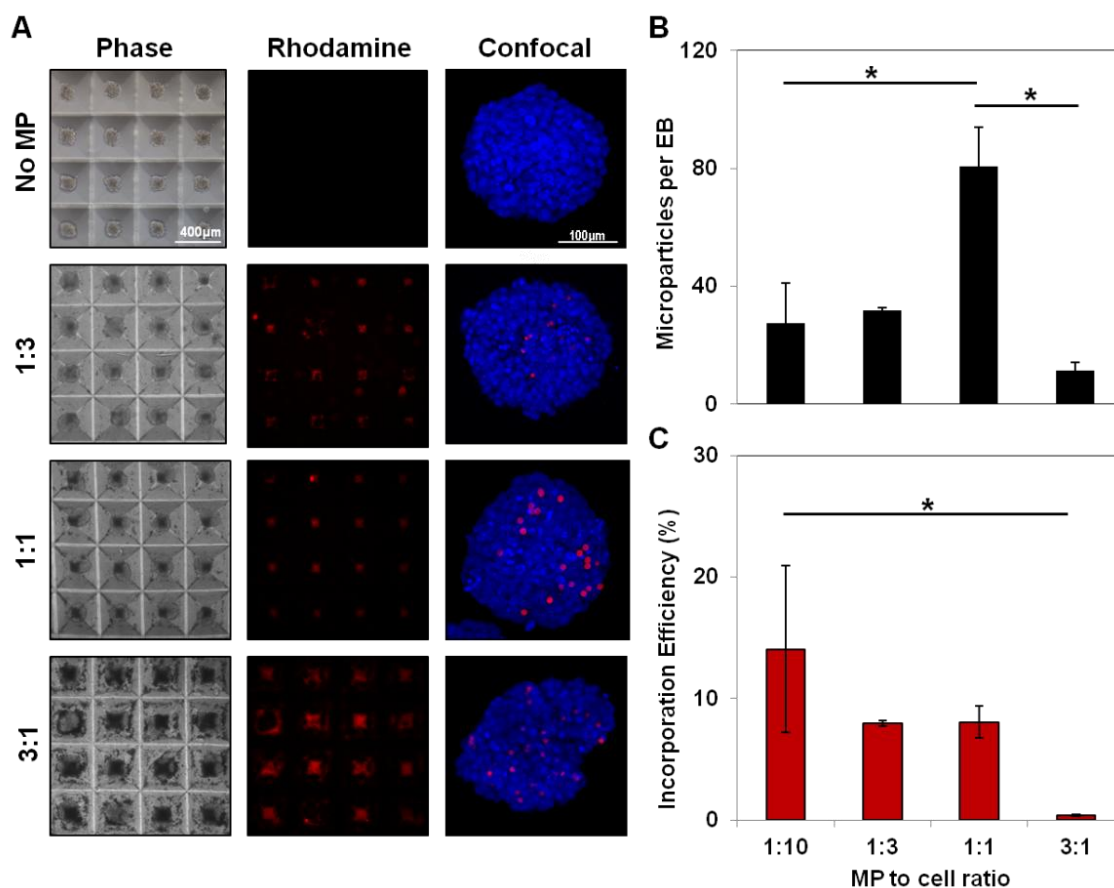 A
Phase Rhodamine Confocal
No MP
400µm
100µm
1:3
1:1
3:1
B
Microparticles per EB
120
80
40
0
*
*
C
Incorporation Efficiency (%)
30
20
10
0
*
1:10 1:3 1:1 3:1
MP to cell ratio